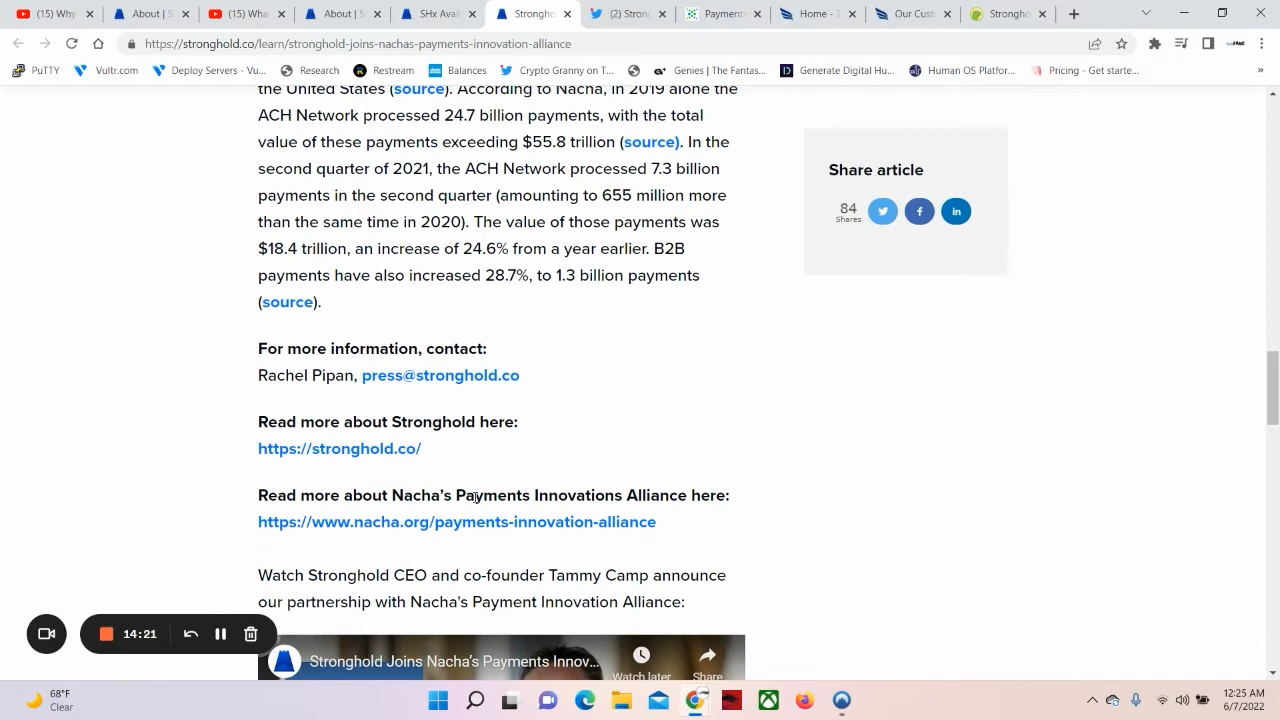 (15) Wha
About | S
(15) Wha
About | S
SHx Avai
Strongho
(2) Stron
Payment
Home - 2
Our Cust
Strongho
https://stronghold.co/learn/stronghold-joins-nachas-payments-innovation-alliance
PuTTY
Vultr.com
Deploy Servers - Vu...
Research
Restream
Balances
Crypto Granny on T...
Genies | The Fantas...
Generate Digital Hu...
Human OS Platfor...
Pricing - Get starte...
»
the United States (source). According to Nacha, in 2019 alone the
ACH Network processed 24.7 billion payments, with the total
value of these payments exceeding $55.8 trillion (source). In the
second quarter of 2021, the ACH Network processed 7.3 billion
payments in the second quarter (amounting to 655 million more
than the same time in 2020). The value of those payments was
$18.4 trillion, an increase of 24.6% from a year earlier. B2B
payments have also increased 28.7%, to 1.3 billion payments
(source).
Share article
84
Shares
For more information, contact:
Rachel Pipan, press@stronghold.co
Read more about Stronghold here:
https://stronghold.co/
Read more about Nacha's Payments Innovations Alliance here:
https://www.nacha.org/payments-innovation-alliance
Watch Stronghold CEO and co-founder Tammy Camp announce
our partnership with Nacha's Payment Innovation Alliance:
14:21
Stronghold Joins Nacha's Payments Innov...
Watch later
Share
68°F
Clear
12:25 AM
6/7/2022